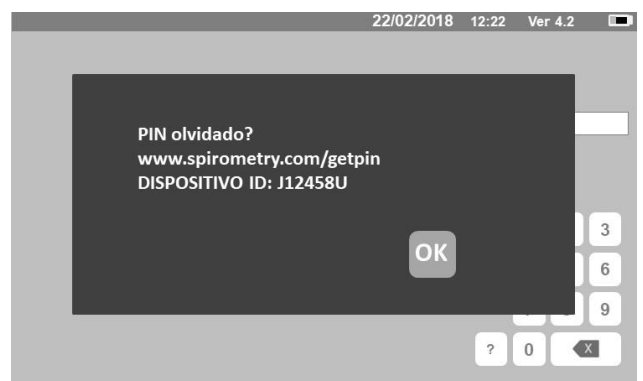 22/02/2018 12:22 Ver 4.2
PIN olvidado?
www.spirometry.com/getpin
DISPOSITIVO ID: J12458U
OK
3
6
9
? 0 X